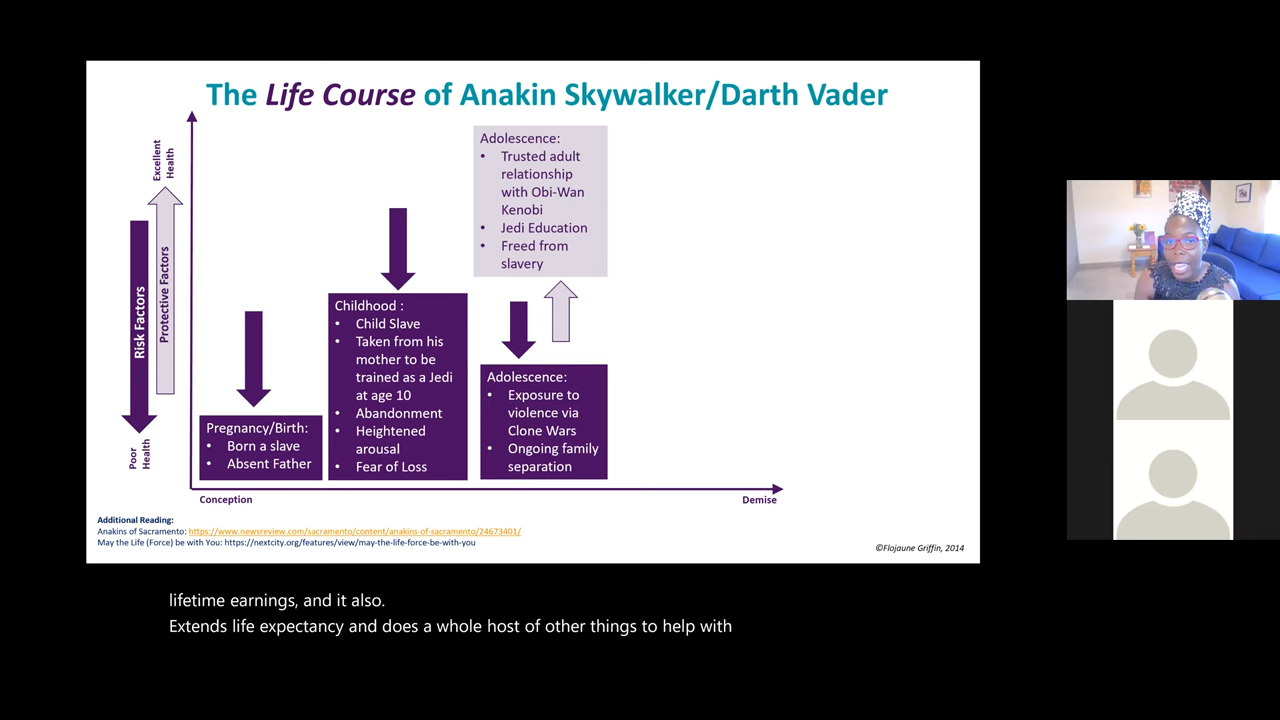 The Life Course of Anakin Skywalker/Darth Vader
Excellent
Health
Risk Factors
Protective Factors
Poor
Health
Pregnancy/Birth:
• Born a slave
• Absent Father
Childhood :
• Child Slave
• Taken from his
mother to be
trained as a Jedi
at age 10
• Abandonment
• Heightened
arousal
• Fear of Loss
Adolescence:
• Trusted adult
relationship
with Obi-Wan
Kenobi
• Jedi Education
• Freed from
slavery
Adolescence:
• Exposure to
violence via
Clone Wars
• Ongoing family
separation
Conception
Demise
Additional Reading:
Anakins of Sacramento: https://www.newsreview.com/sacramento/content/anakins-of-sacramento/24673401/
May the Life (Force) be with You: https://nextcity.org/features/view/may-the-life-force-be-with-you
©Flojaune Griffin, 2014
lifetime earnings, and it also.
Extends life expectancy and does a whole host of other things to help with